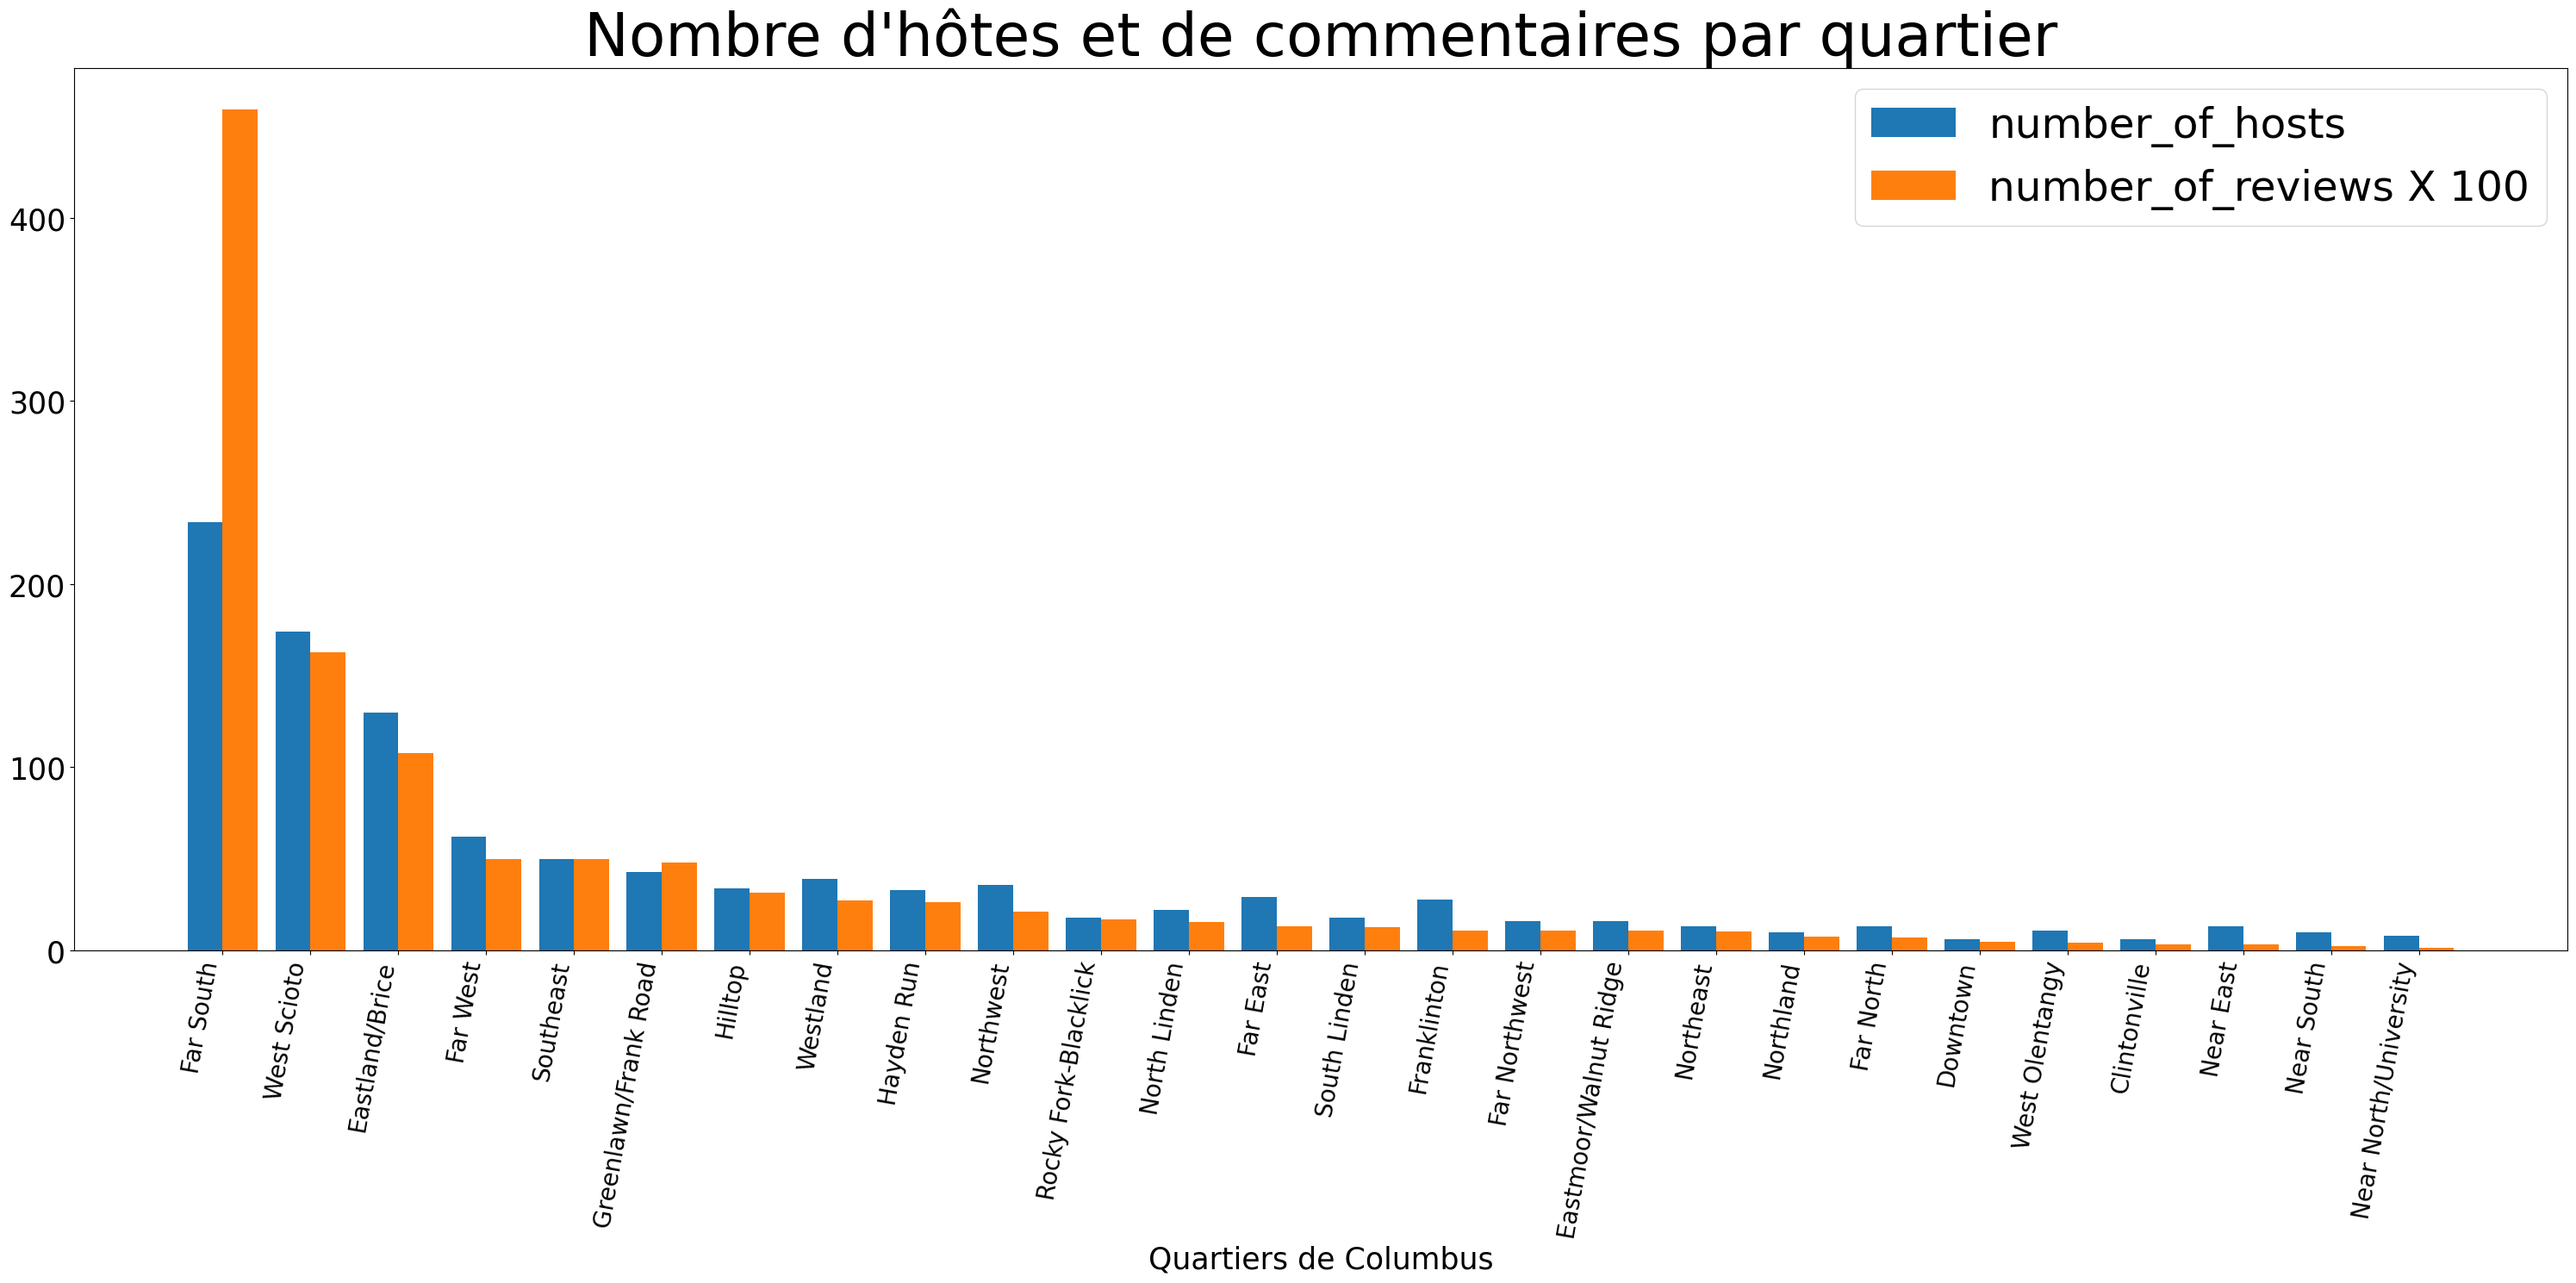 Nombre d'hôtes et de commentaires par quartier
number_of_hosts
number_of_reviews X 100
400
300
200
100
0
Far South
West Scioto
Eastland/Brice
Far West
Southeast
Greenlawn/Frank Road
Hilltop
Westland
Hayden Run
Northwest
Rocky Fork-Blacklick
North Linden
Far East
South Linden
Franklinton
Far Northwest
Eastmoor/Walnut Ridge
Northeast
Northland
Far North
Downtown
West Olentangy
Clintonville
Near East
Near South
Near North/University
Quartiers de Columbus